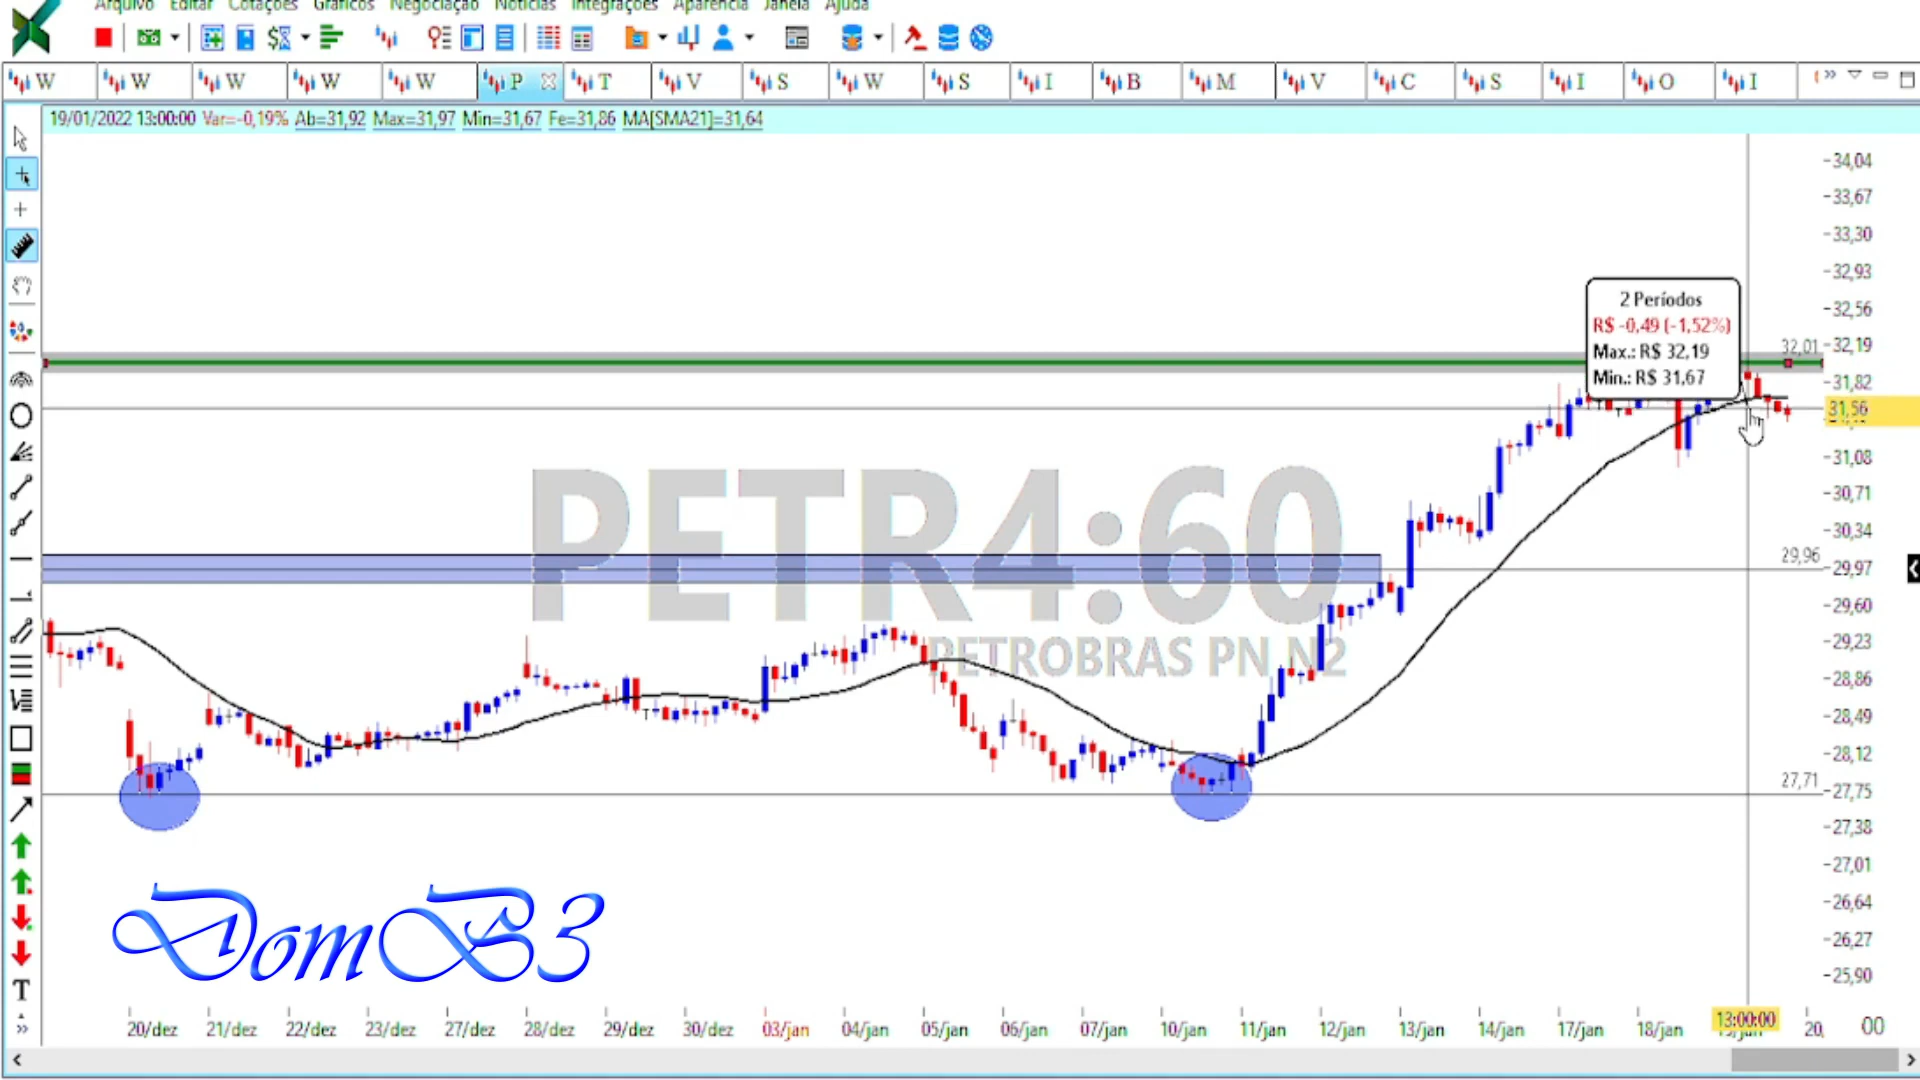 Arquivo Editar Cotações Gráficos Negociação Notícias Integrações Aparência Janela Ajuda
W W W W W P T V S W S I B M V C S I O I
19/01/2022 13:00:00 Var=-0,19% Ab=31,92 Max=31,97 Min=31,67 Fe=31,86 MA[SMA21]=31,64
34,04
33,67
33,30
32,93
2 Períodos
R$ -0,49 (-1,52%)
Max.: R$ 32,19
Min.: R$ 31,67
32,56
32,01
32,19
31,82
31,56
31,08
30,71
30,34
PETR4:60
PETROBRAS PN N2
29,96
29,97
29,60
29,23
28,86
28,49
28,12
27,71
27,75
27,38
27,01
26,64
26,27
25,90
DomB3
T
20/dez 21/dez 22/dez 23/dez 27/dez 28/dez 29/dez 30/dez 03/jan 04/jan 05/jan 06/jan 07/jan 10/jan 11/jan 12/jan 13/jan 14/jan 17/jan 18/jan 13:00:00 20, 00